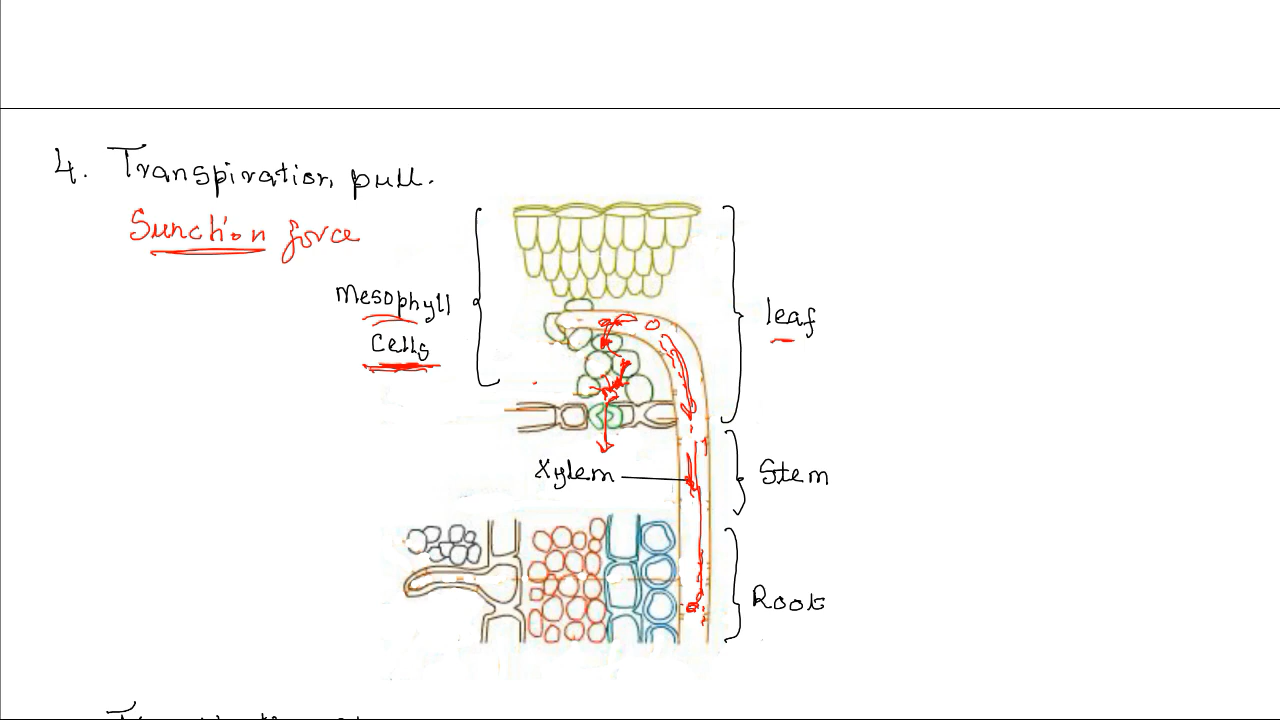 4. Transpiration pull.
Sunction force
Mesophyll
Cells
leaf
Xylem
Stem
Root